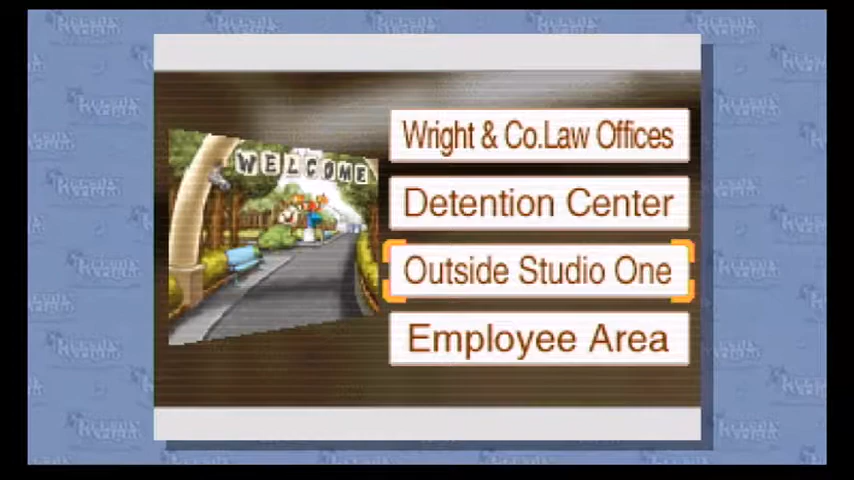 WELCOME
Wright & Co.Law Offices
Detention Center
Outside Studio One
Employee Area